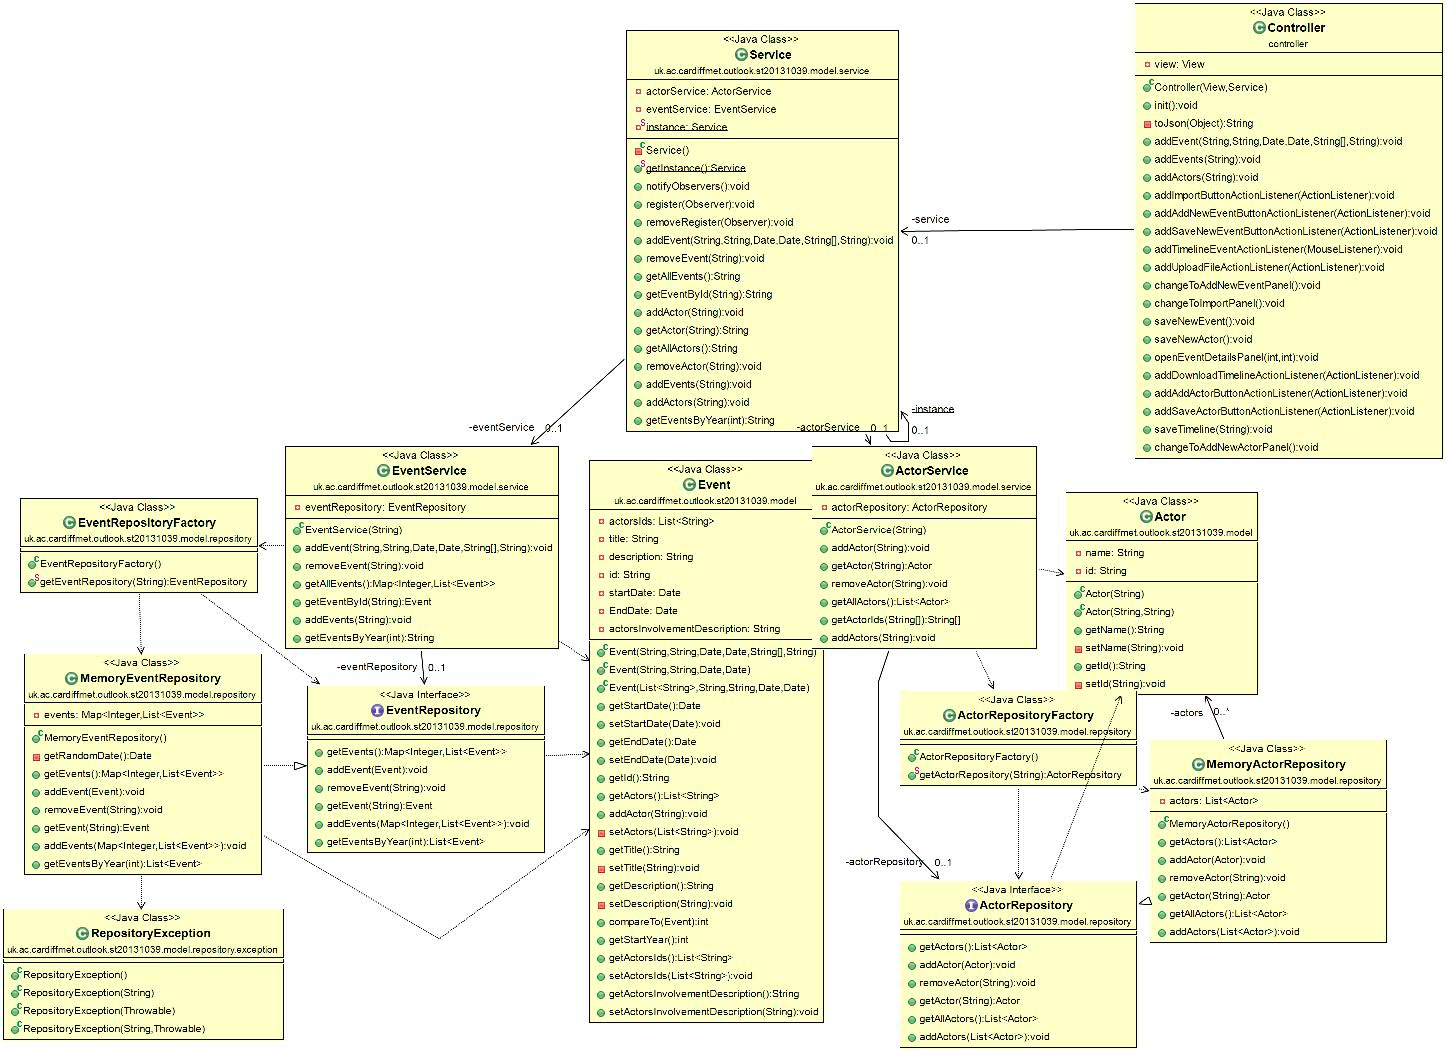 <<Java Class>>
Service
uk.ac.cardiffmet.outlook.st20131039.model.service
actorService: ActorService
eventService: EventService
instance: Service
Service()
getInstance():Service
notifyObservers():void
register(Observer):void
removeRegister(Observer):void
addEvent(String,String,Date,Date,String[],String):void
removeEvent(String):void
getAllEvents():String
getEventById(String):String
addActor(String):void
getActor(String):String
getAllActors():String
removeActor(String):void
addEvents(String):void
addActors(String):void
getEventsByYear(int):String
<<Java Class>>
Controller
controller
view: View
Controller(View,Service)
init():void
toJson(Object):String
addEvent(String,String,Date,Date,String[],String):void
addEvents(String):void
addActors(String):void
addImportButtonActionListener(ActionListener):void
addAddNewEventButtonActionListener(ActionListener):void
addSaveNewEventButtonActionListener(ActionListener):void
addTimelineEventActionListener(MouseListener):void
addUploadFileActionListener(ActionListener):void
changeToAddNewEventPanel():void
changeToImportPanel():void
saveNewEvent():void
saveNewActor():void
openEventDetailsPanel(int,int):void
addDownloadTimelineActionListener(ActionListener):void
addAddActorButtonActionListener(ActionListener):void
addSaveActorButtonActionListener(ActionListener):void
saveTimeline(String):void
changeToAddNewActorPanel():void
-service
0..1
-eventService 0..1
-actorService 0..1
-instance
0..1
<<Java Class>>
EventService
uk.ac.cardiffmet.outlook.st20131039.model.service
eventRepository: EventRepository
EventService(String)
addEvent(String,String,Date,Date,String[],String):void
removeEvent(String):void
getAllEvents():Map<Integer,List<Event>>
getEventById(String):Event
addEvents(String):void
getEventsByYear(int):String
<<Java Class>>
Event
uk.ac.cardiffmet.outlook.st20131039.model
actorsIds: List<String>
title: String
description: String
id: String
startDate: Date
EndDate: Date
actorsInvolvementDescription: String
Event(String,String,Date,Date,String[],String)
Event(String,String,Date,Date)
Event(List<String>,String,String,Date,Date)
getStartDate():Date
setStartDate(Date):void
getEndDate():Date
setEndDate(Date):void
getId():String
getActors():List<String>
addActor(String):void
setActors(List<String>):void
getTitle():String
setTitle(String):void
getDescription():String
setDescription(String):void
compareTo(Event):int
getStartYear():int
getActorsIds():List<String>
setActorsIds(List<String>):void
getActorsInvolvementDescription():String
setActorsInvolvementDescription(String):void
<<Java Class>>
ActorService
uk.ac.cardiffmet.outlook.st20131039.model.service
actorRepository: ActorRepository
ActorService(String)
addActor(String):void
getActor(String):Actor
removeActor(String):void
getAllActors():List<Actor>
getActorIds(String[]):String[]
addActors(String):void
<<Java Class>>
Actor
uk.ac.cardiffmet.outlook.st20131039.model
name: String
id: String
Actor(String)
Actor(String,String)
getName():String
setName(String):void
getId():String
setId(String):void
<<Java Class>>
EventRepositoryFactory
uk.ac.cardiffmet.outlook.st20131039.model.repository
EventRepositoryFactory()
getEventRepository(String):EventRepository
-eventRepository 0..1
<<Java Class>>
MemoryEventRepository
uk.ac.cardiffmet.outlook.st20131039.model.repository
events: Map<Integer,List<Event>>
MemoryEventRepository()
getRandomDate():Date
getEvents():Map<Integer,List<Event>>
addEvent(Event):void
removeEvent(String):void
getEvent(String):Event
addEvents(Map<Integer,List<Event>>):void
getEventsByYear(int):List<Event>
<<Java Interface>>
EventRepository
uk.ac.cardiffmet.outlook.st20131039.model.repository
getEvents():Map<Integer,List<Event>>
addEvent(Event):void
removeEvent(String):void
getEvent(String):Event
addEvents(Map<Integer,List<Event>>):void
getEventsByYear(int):List<Event>
<<Java Class>>
ActorRepositoryFactory
uk.ac.cardiffmet.outlook.st20131039.model.repository
ActorRepositoryFactory()
getActorRepository(String):ActorRepository
-actors 0..*
<<Java Class>>
MemoryActorRepository
uk.ac.cardiffmet.outlook.st20131039.model.repository
actors: List<Actor>
MemoryActorRepository()
getActors():List<Actor>
addActor(Actor):void
removeActor(String):void
getActor(String):Actor
getAllActors():List<Actor>
addActors(List<Actor>):void
-actorRepository 0..1
<<Java Interface>>
ActorRepository
uk.ac.cardiffmet.outlook.st20131039.model.repository
getActors():List<Actor>
addActor(Actor):void
removeActor(String):void
getActor(String):Actor
getAllActors():List<Actor>
addActors(List<Actor>):void
<<Java Class>>
RepositoryException
uk.ac.cardiffmet.outlook.st20131039.model.repository.exception
RepositoryException()
RepositoryException(String)
RepositoryException(Throwable)
RepositoryException(String,Throwable)